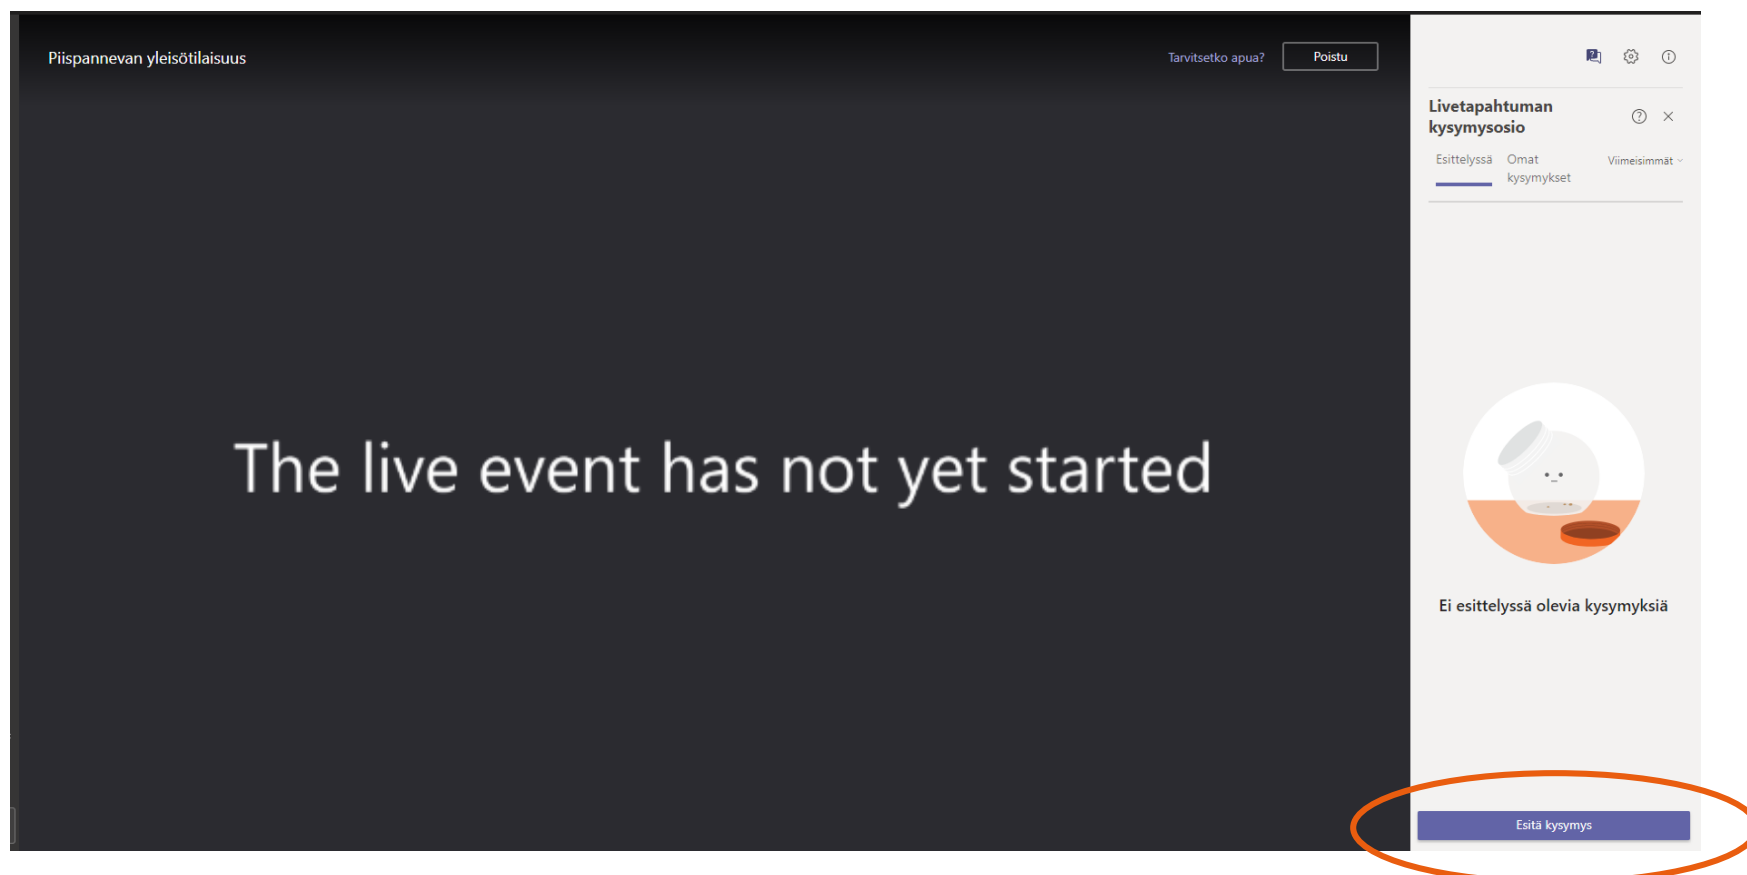 Piispannevan yleisötilaisuus
Tarvitsetko apua?
Poistu
The live event has not yet started
Livetapahtuman
kysymysosio
Esittelyssä
Omat
kysymykset
Viimeisimmät
Ei esittelyssä olevia kysymyksiä
Esitä kysymys